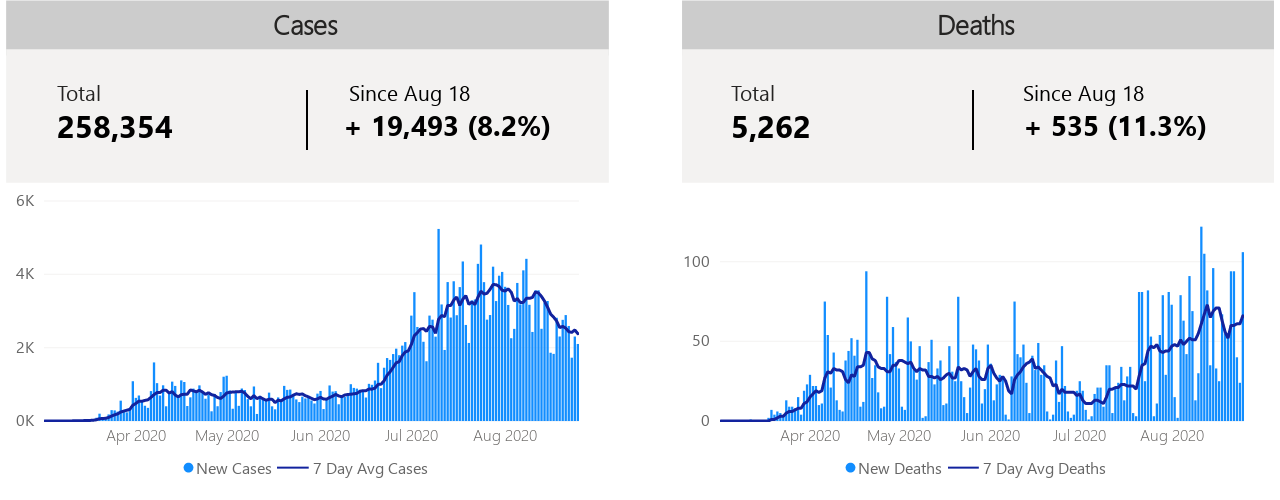 Cases
Total
Since Aug 18
258,354
+ 19,493 (8.2%)
6K
4K
2K
0K
Apr 2020
May 2020
Jun 2020
Jul 2020
Aug 2020
New Cases
7 Day Avg Cases
Deaths
Total
Since Aug 18
5,262
+ 535 (11.3%)
100
50
0
Apr 2020
May 2020
Jun 2020
Jul 2020
Aug 2020
New Deaths
7 Day Avg Deaths